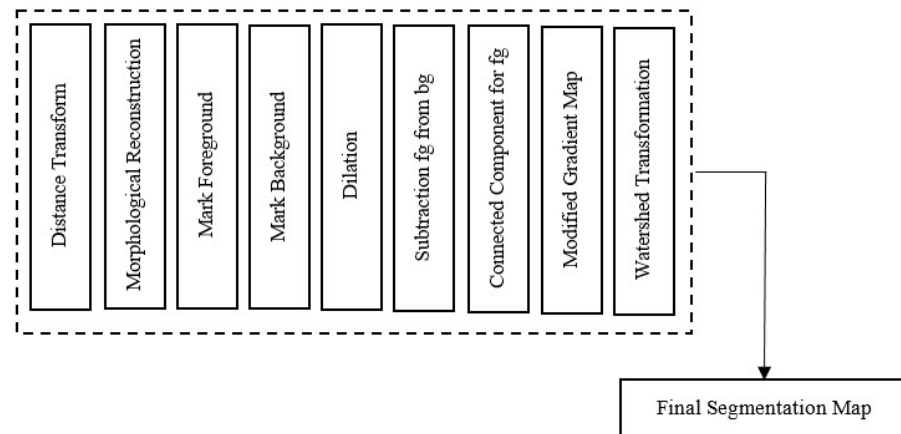 Distance Transform
Morphological Reconstruction
Mark Foreground
Mark Background
Dilation
Subtraction fg from bg
Connected Component for fg
Modified Gradient Map
Watershed Transformation
Final Segmentation Map